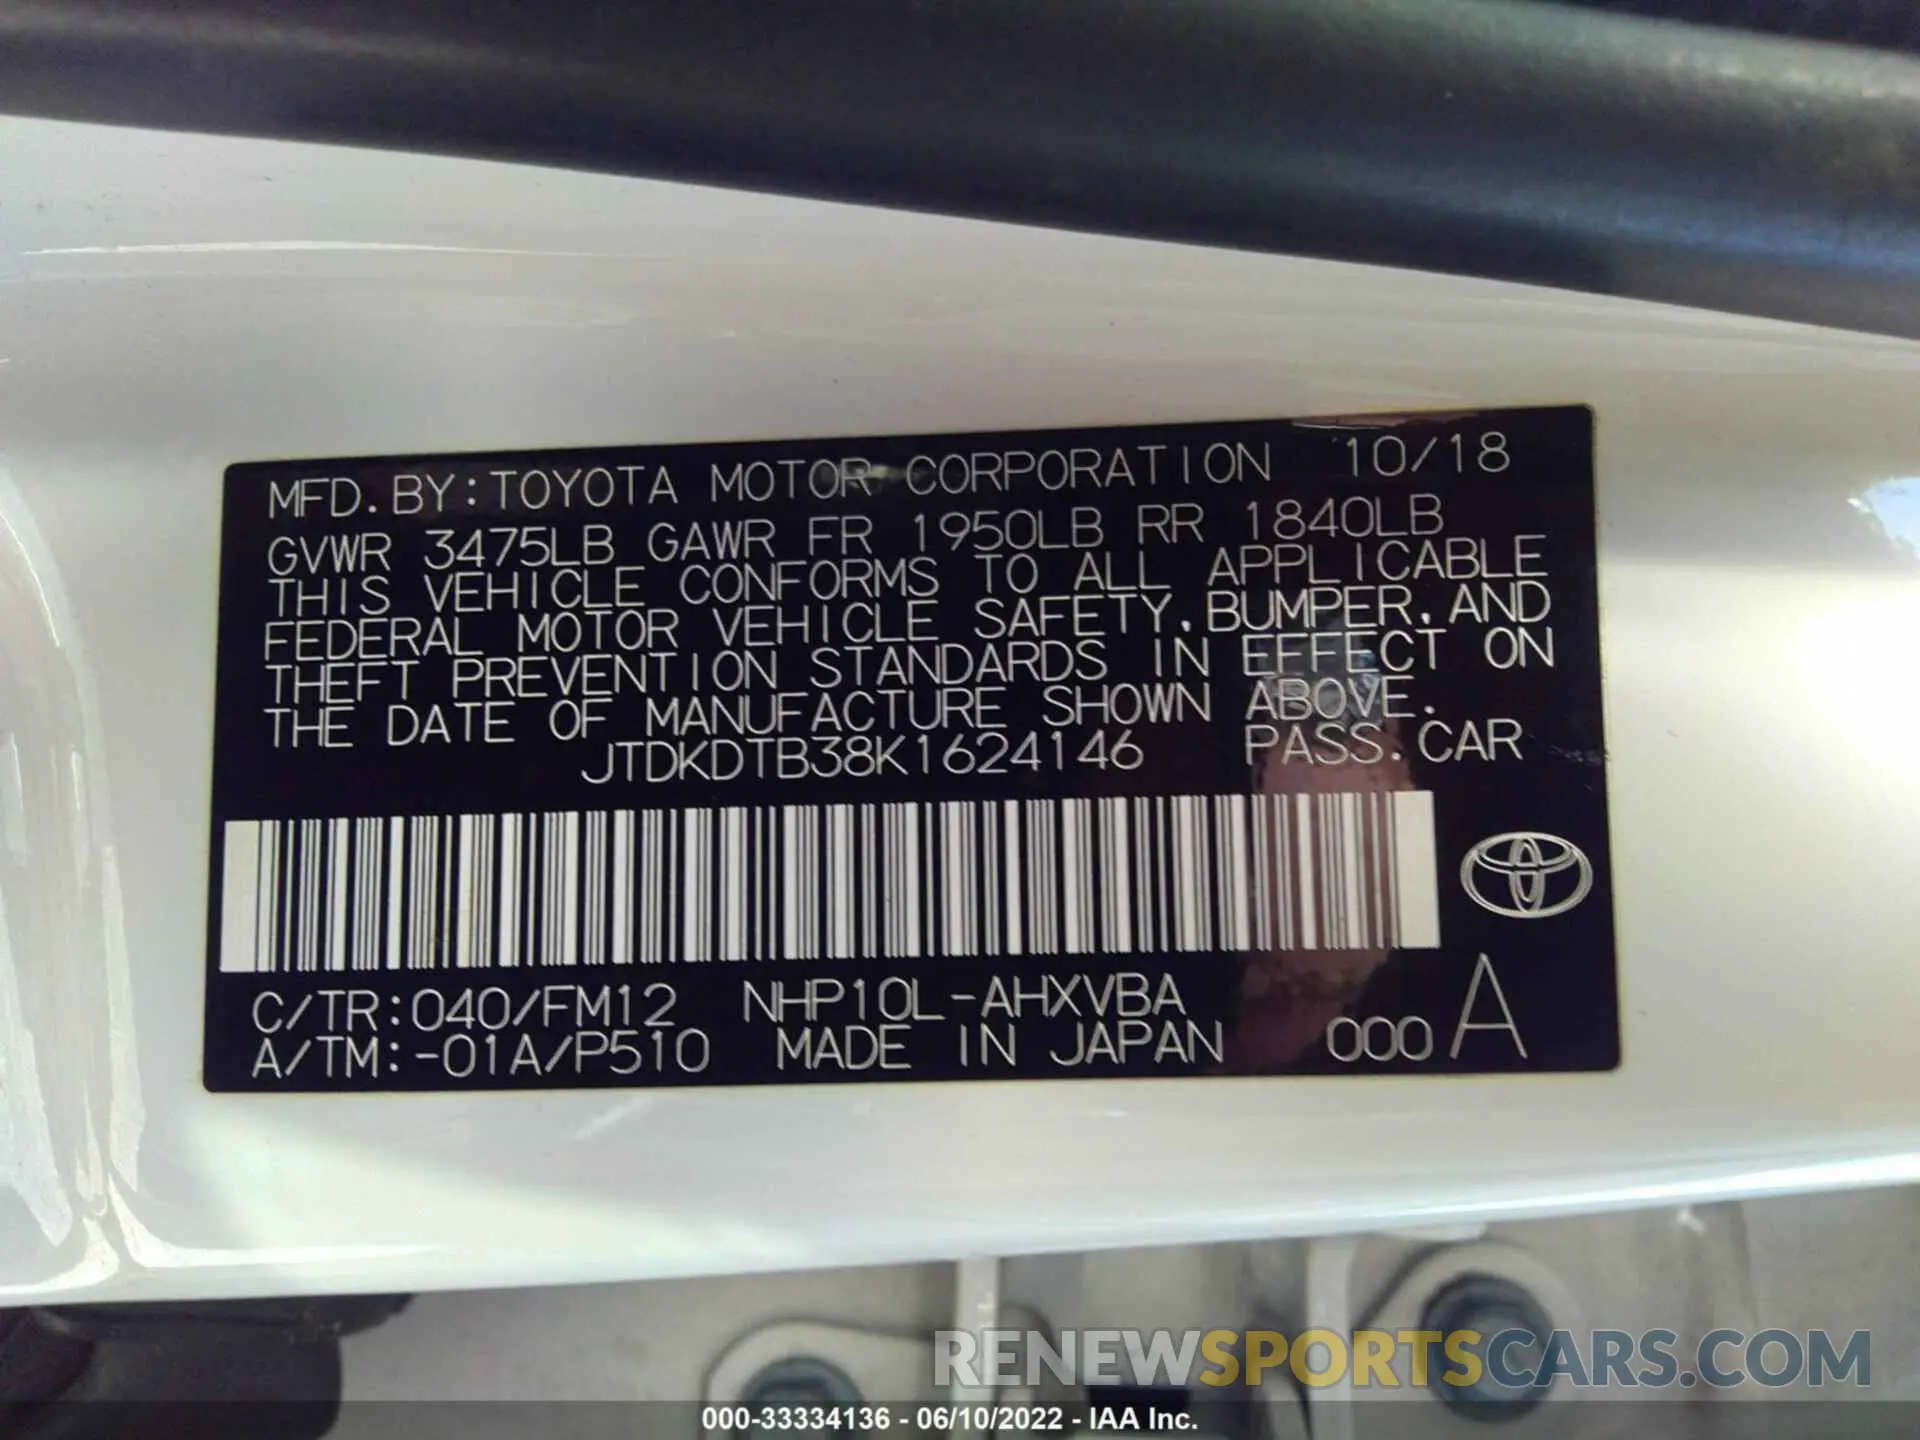 MFD. BY:TOYOTA MOTOR CORPORATION 10/18
GVWR 3475LB GAWR FR 1950LB RR 1840LB
THIS VEHICLE CONFORMS TO ALL APPLICABLE
FEDERAL MOTOR VEHICLE SAFETY, BUMPER, AND
THEFT PREVENTION STANDARDS IN EFFECT ON
THE DATE OF MANUFACTURE SHOWN ABOVE.
JTDKDTB38K1624146 PASS. CAR
C/TR:040/FM12 NHP10L-AHXVBA
A/TM:-01A/P510 MADE IN JAPAN 000 A
RENEWSPORTSCARS.COM
000-33334136 - 06/10/2022 - IAA Inc.